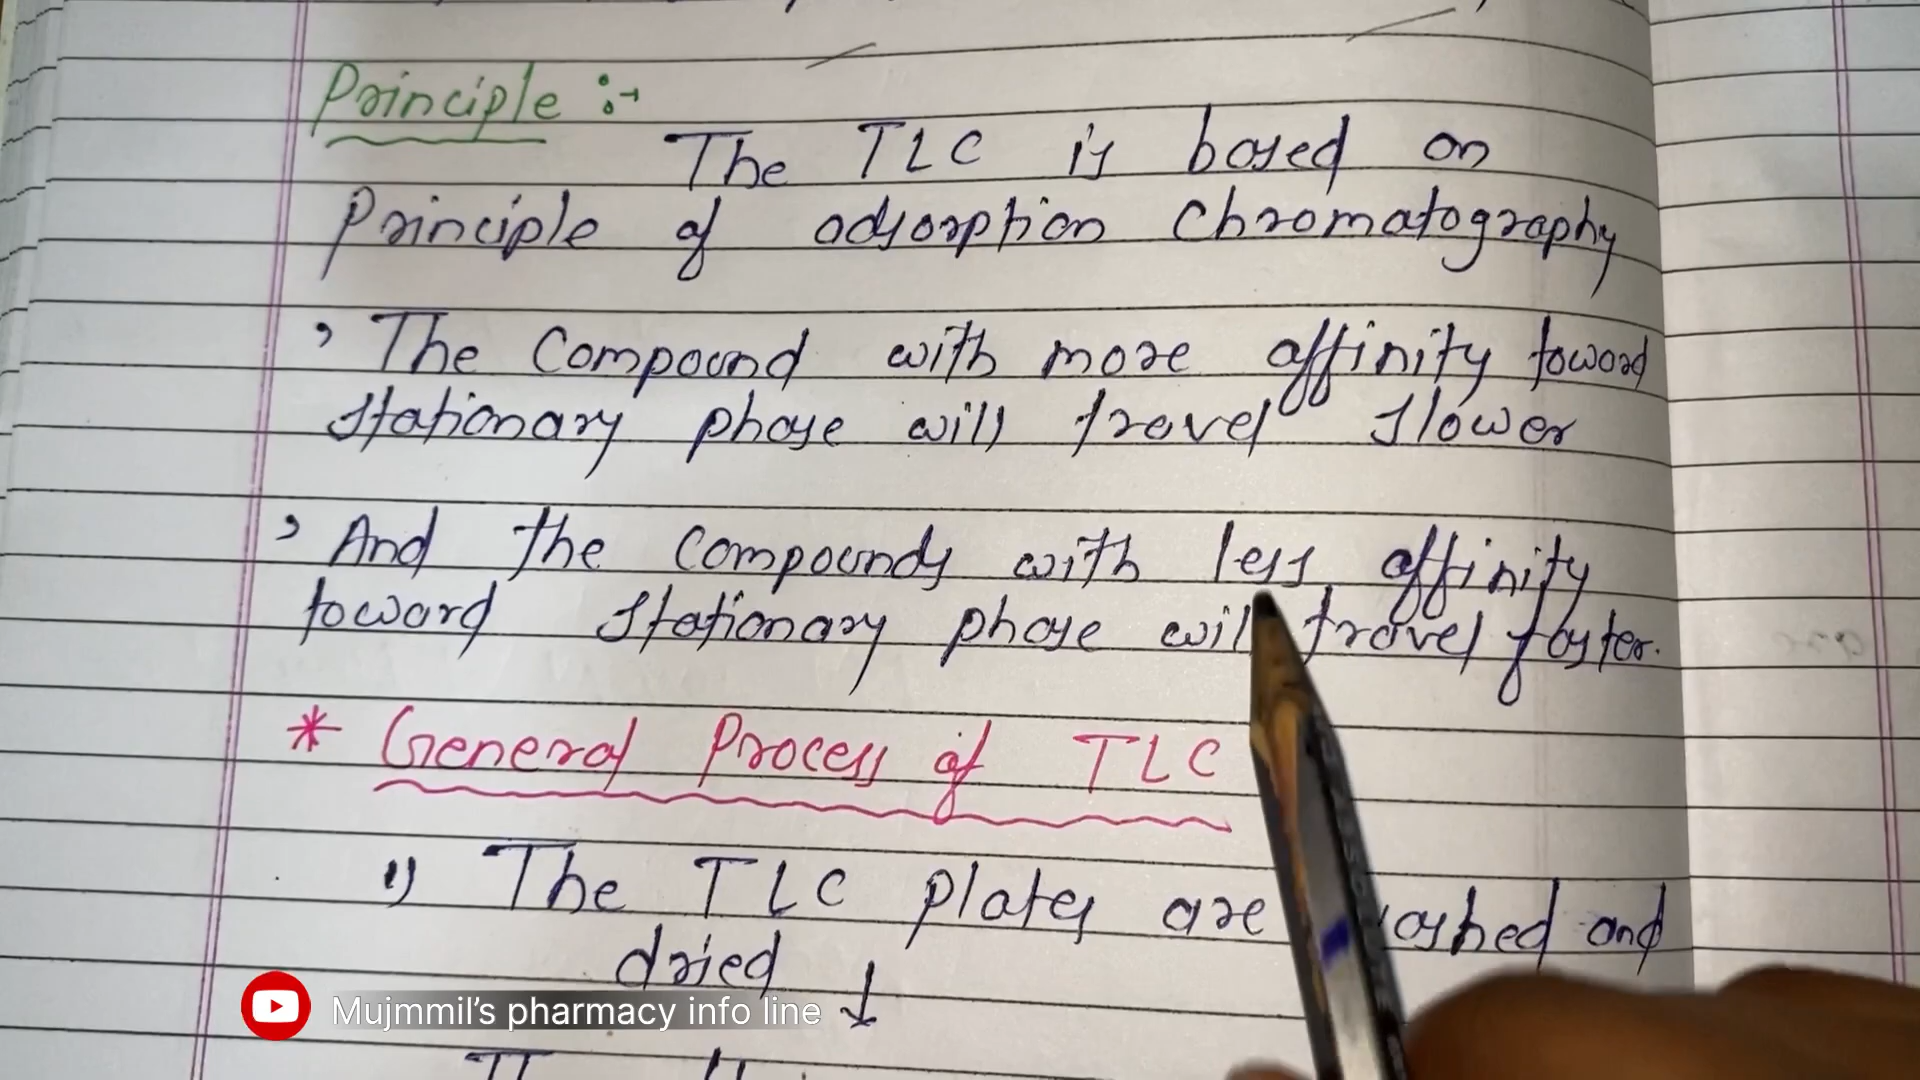 Principle :-
The TLC is based on
Principle of adsorption Chromatography
, The Compound with more affinity toward
stationary phase will travel slower
, And the Compounds with less affinity
toward stationary phase will travel faster.
* General Process of TLC
1) The TLC plates are washed and
dried ↓
Mujmmil's pharmacy info line